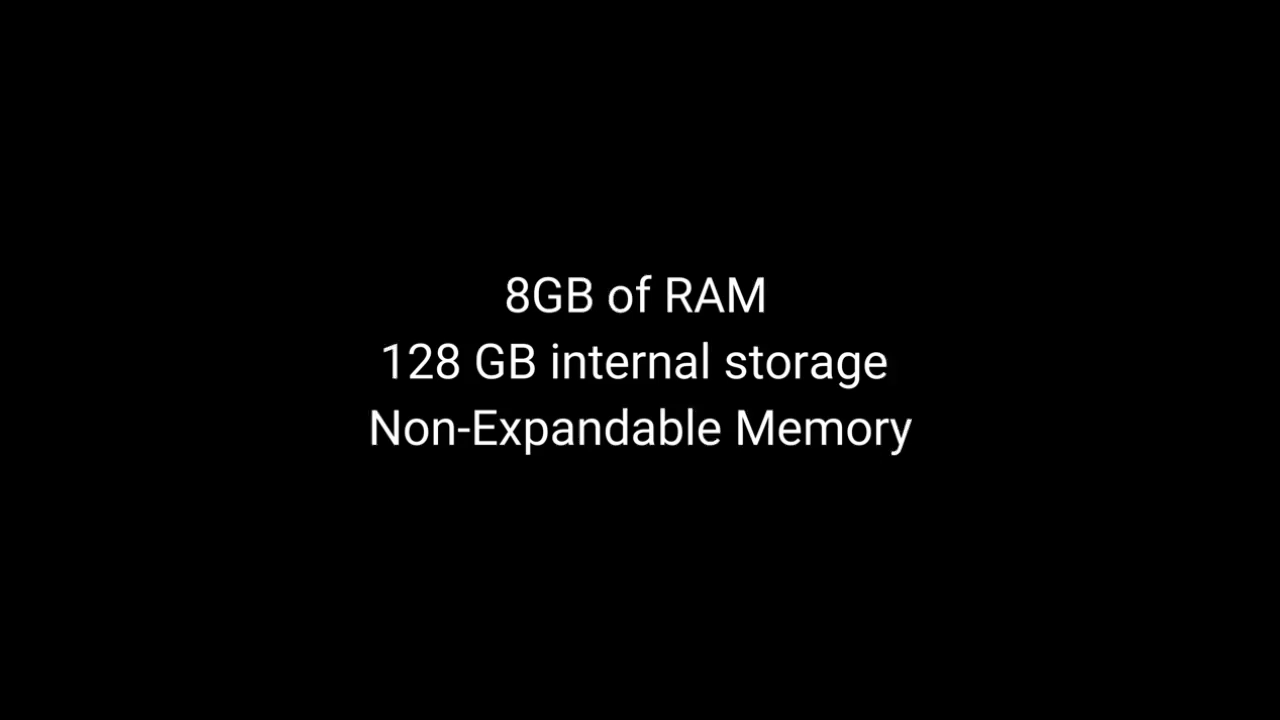 8GB of RAM
128 GB internal storage
Non-Expandable Memory